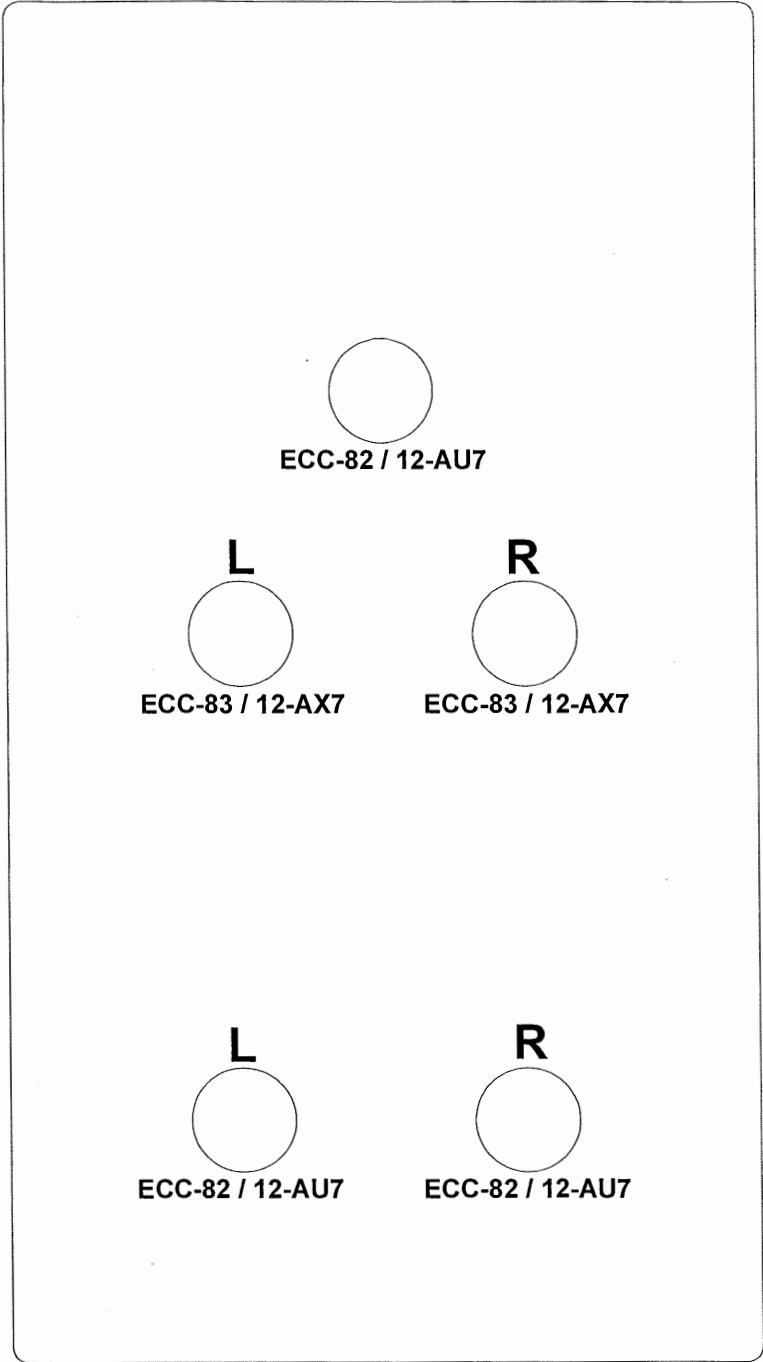 ECC-82 / 12-AU7
L R
ECC-83 / 12-AX7 ECC-83 / 12-AX7
L R
ECC-82 / 12-AU7 ECC-82 / 12-AU7